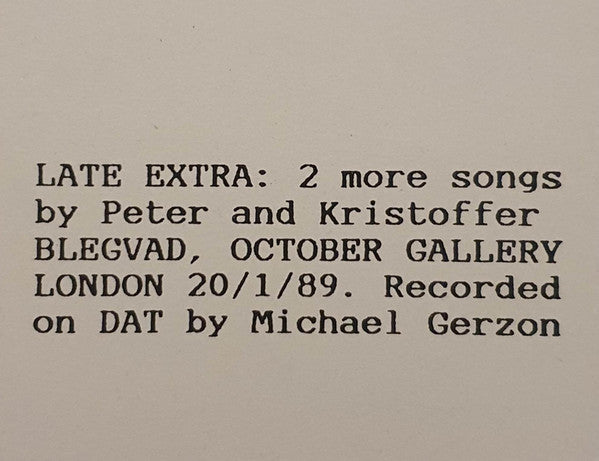 LATE EXTRA: 2 more songs
by Peter and Kristoffer
BLEGVAD, OCTOBER GALLERY
LONDON 20/1/89. Recorded
on DAT by Michael Gerzon